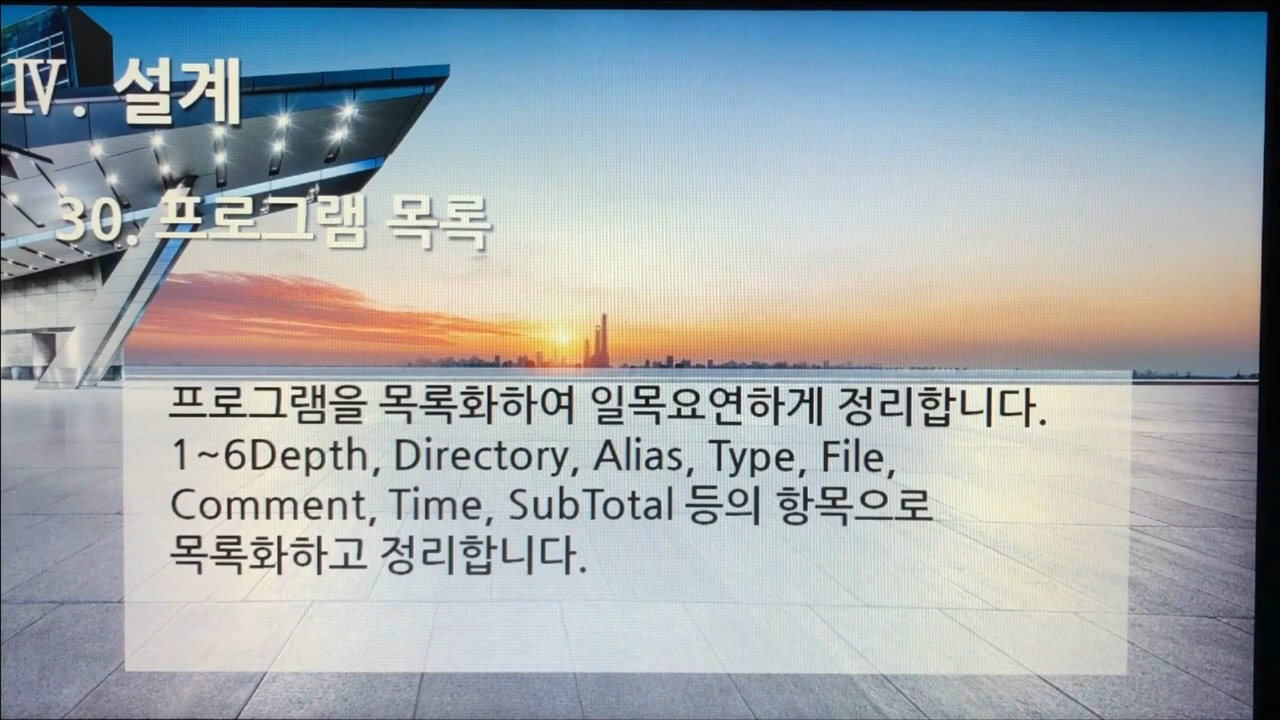 Ⅳ. 설계
30. 프로그램 목록
프로그램을 목록화하여 일목요연하게 정리합니다.
1~6Depth, Directory, Alias, Type, File,
Comment, Time, SubTotal 등의 항목으로
목록화하고 정리합니다.